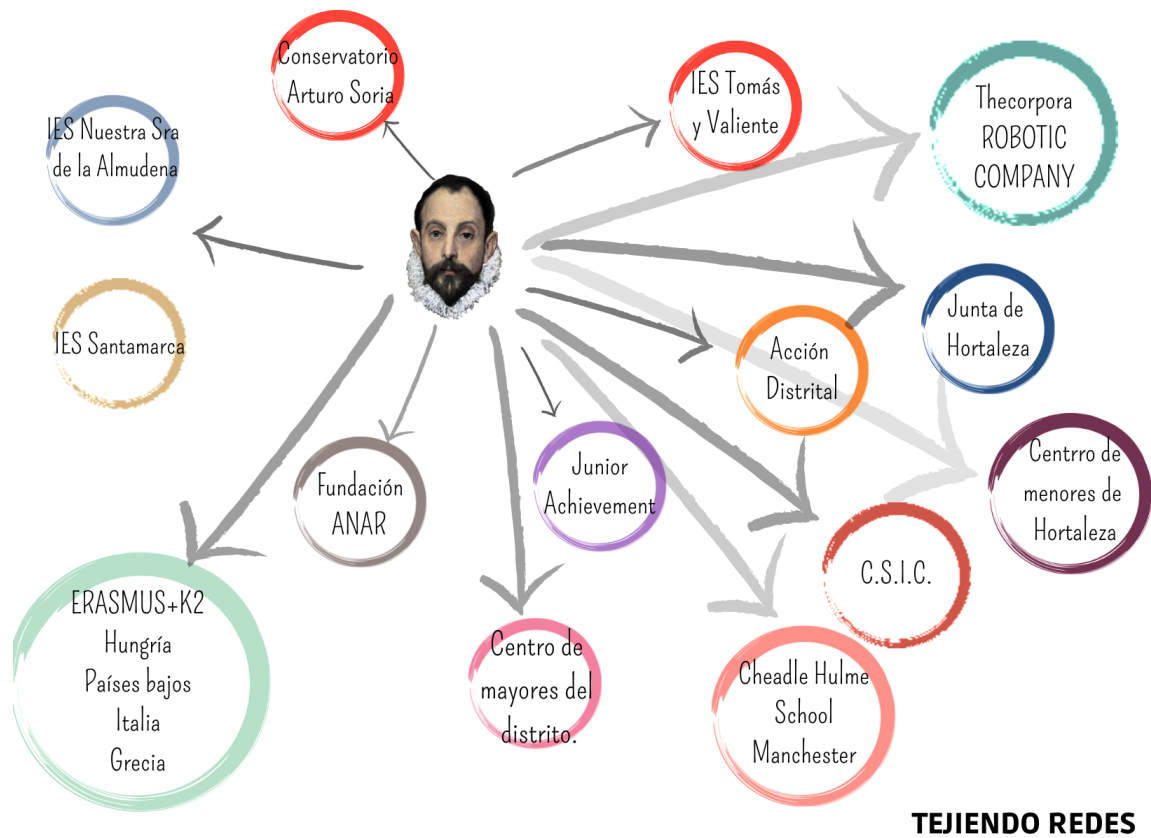 Conservatorio
Arturo Soria
IES Tomás
y Valiente
Thecorpora
ROBOTIC
COMPANY
IES Nuestra Sra
de la Almudena
IES Santamarca
Junta de
Hortaleza
Acción
Distrital
Centrro de
menores de
Hortaleza
Fundación
ANAR
Junior
Achievement
C.S.I.C.
ERASMUS+K2
Hungría
Países bajos
Italia
Grecia
Centro de
mayores del
distrito.
Cheadle Hulme
School
Manchester
TEJIENDO REDES